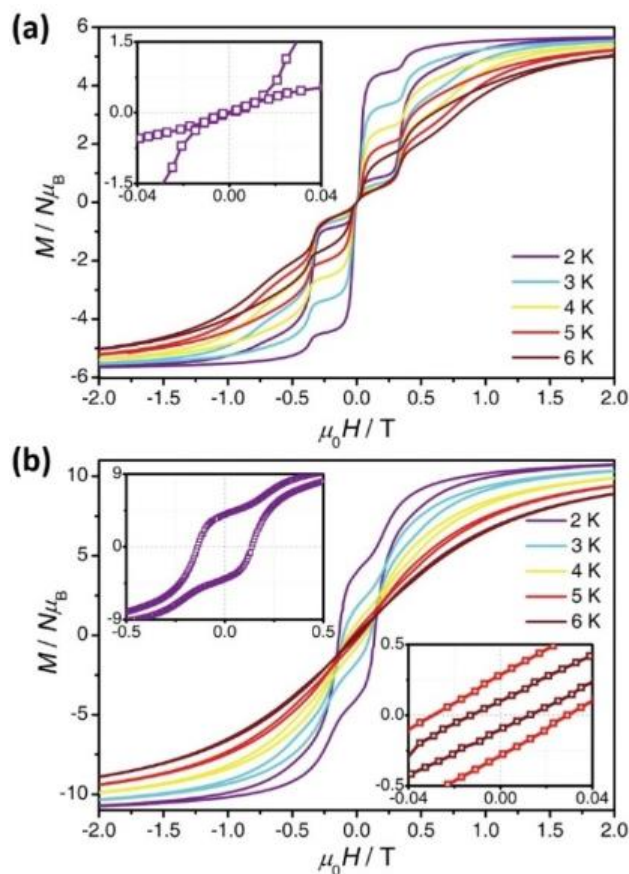 (a)
6
4
2
0
-2
-4
-6
M / Nμ_B
1.5
0.0
-1.5
-0.04 0.00 0.04
2 K
3 K
4 K
5 K
6 K
-2.0 -1.5 -1.0 -0.5 0.0 0.5 1.0 1.5 2.0
μ₀H / T
(b)
10
5
0
-5
-10
M / Nμ_B
9
0
-9
-0.5 0.0 0.5
2 K
3 K
4 K
5 K
6 K
0.5
0.0
-0.5
-0.04 0.00 0.04
-2.0 -1.5 -1.0 -0.5 0.0 0.5 1.0 1.5 2.0
μ₀H / T